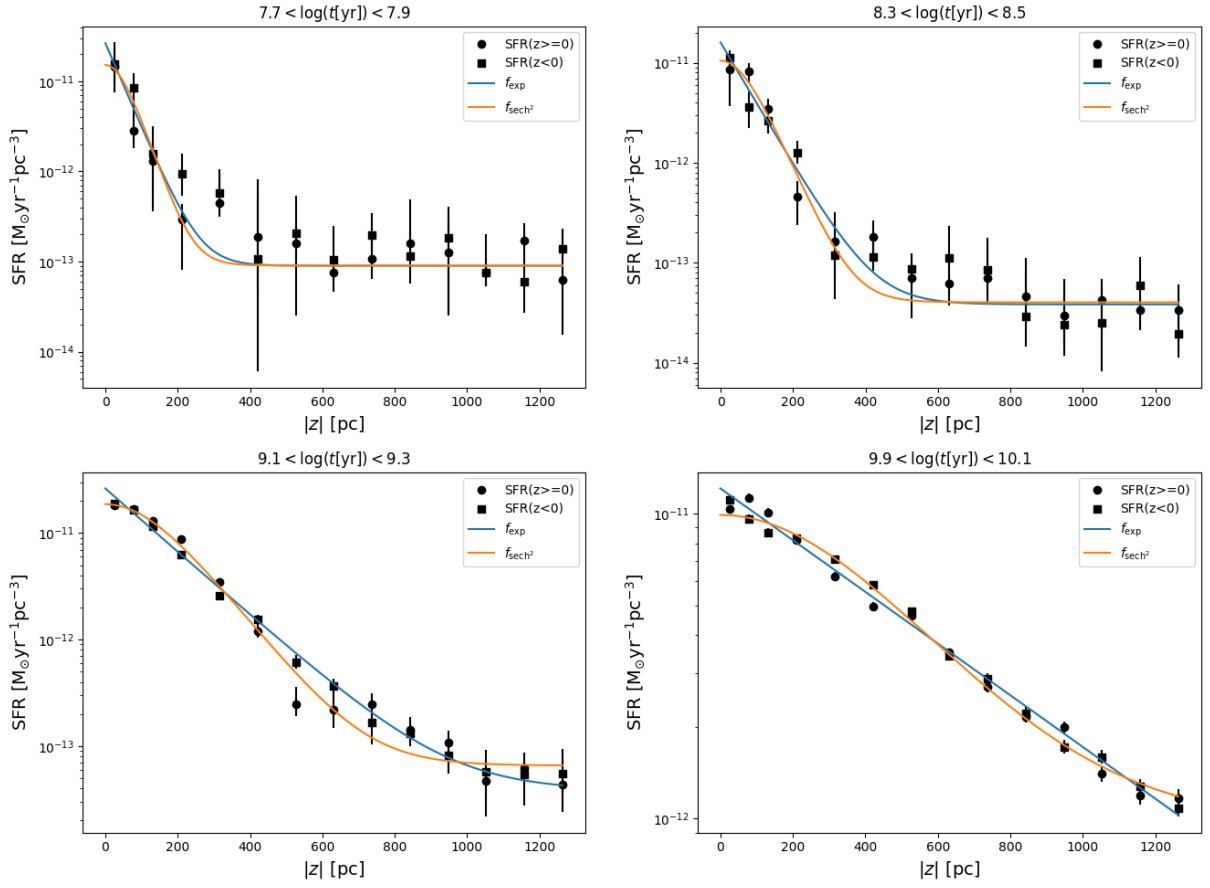 7.7 < log(t[yr]) < 7.9
SFR [M⊙yr⁻¹pc⁻³]
10⁻¹¹
10⁻¹²
10⁻¹³
10⁻¹⁴
SFR(z>=0)
SFR(z<0)
f_exp
f_sech²
0 200 400 600 800 1000 1200
|z| [pc]
8.3 < log(t[yr]) < 8.5
SFR [M⊙yr⁻¹pc⁻³]
10⁻¹¹
10⁻¹²
10⁻¹³
10⁻¹⁴
SFR(z>=0)
SFR(z<0)
f_exp
f_sech²
0 200 400 600 800 1000 1200
|z| [pc]
9.1 < log(t[yr]) < 9.3
SFR [M⊙yr⁻¹pc⁻³]
10⁻¹¹
10⁻¹²
10⁻¹³
SFR(z>=0)
SFR(z<0)
f_exp
f_sech²
0 200 400 600 800 1000 1200
|z| [pc]
9.9 < log(t[yr]) < 10.1
SFR [M⊙yr⁻¹pc⁻³]
10⁻¹¹
10⁻¹²
SFR(z>=0)
SFR(z<0)
f_exp
f_sech²
0 200 400 600 800 1000 1200
|z| [pc]